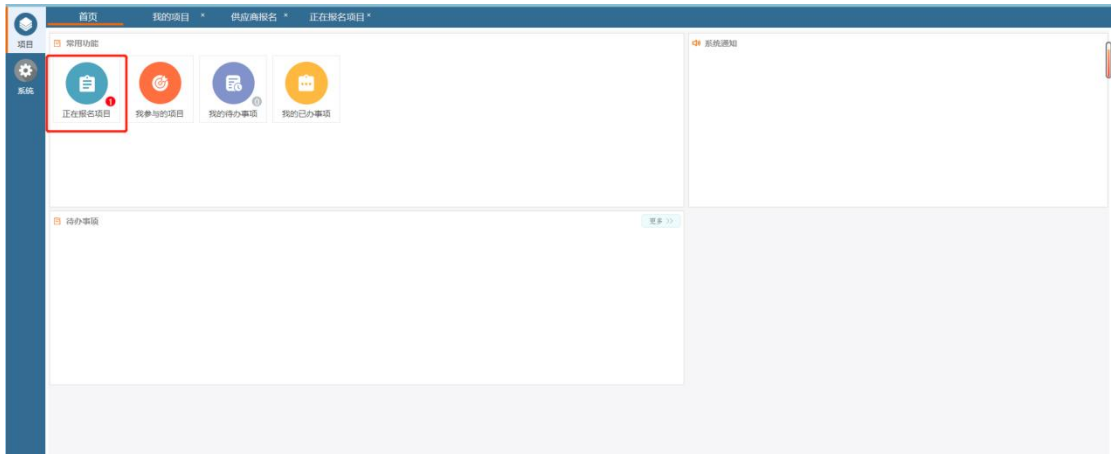 首页 我的项目 × 供应商报名 × 正在报名项目 ×
项目
系统
常用功能
1
0
正在报名项目 我参与的项目 我的待办事项 我的已办事项
系统通知
待办事项 更多 >>